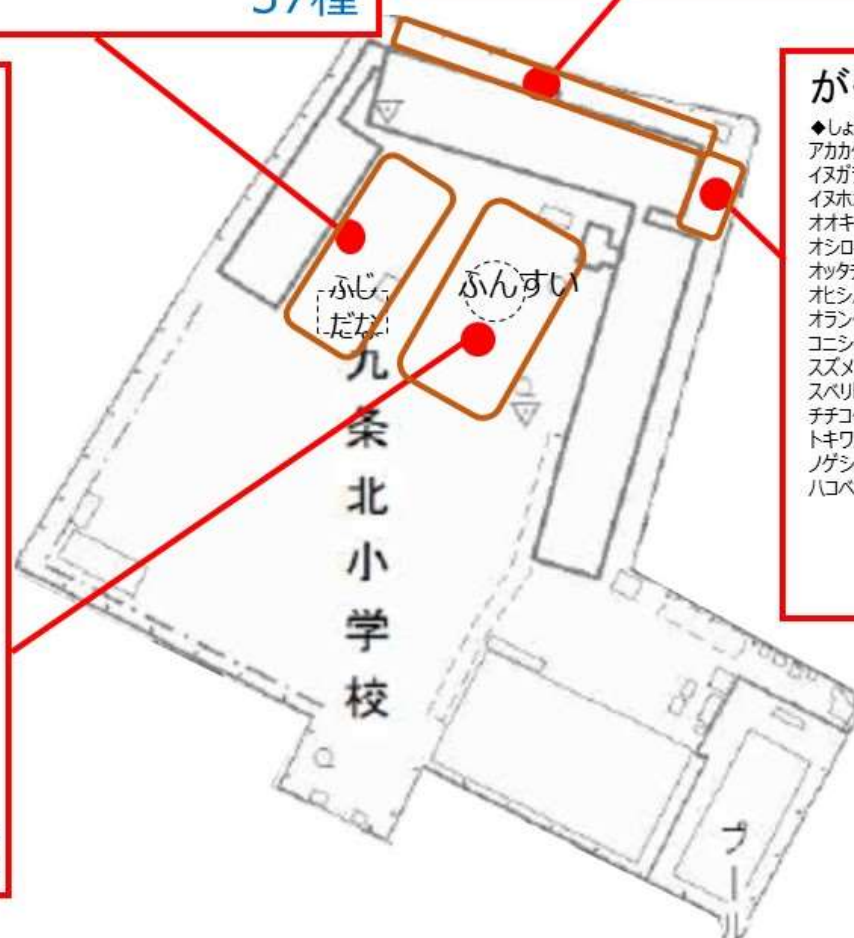 57種
が
◆しょ
アカカ
イヌガ
イヌホ
オオキ
オシロ
オッタチ
オヒシ
オラン
コニシ
スズメ
スベリ
チチコ
トキワ
ノゲシ
ハコベ
ふじ
だな
ふんすい
九条北小学校
プール